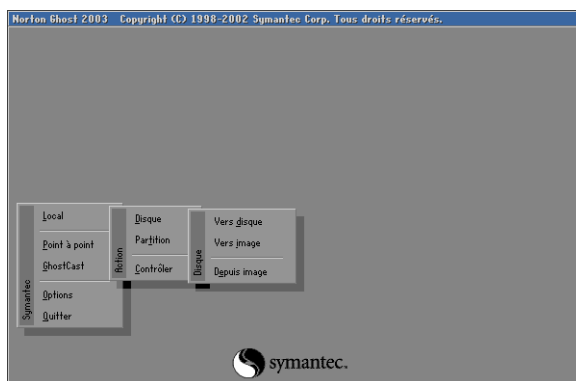 Norton Ghost 2003 Copyright (C) 1998-2002 Symantec Corp. Tous droits réservés.
Symantec
Local
Point à point
GhostCast
Options
Quitter
Action
Disque
Partition
Contrôler
Disque
Vers disque
Vers image
Depuis image
symantec.